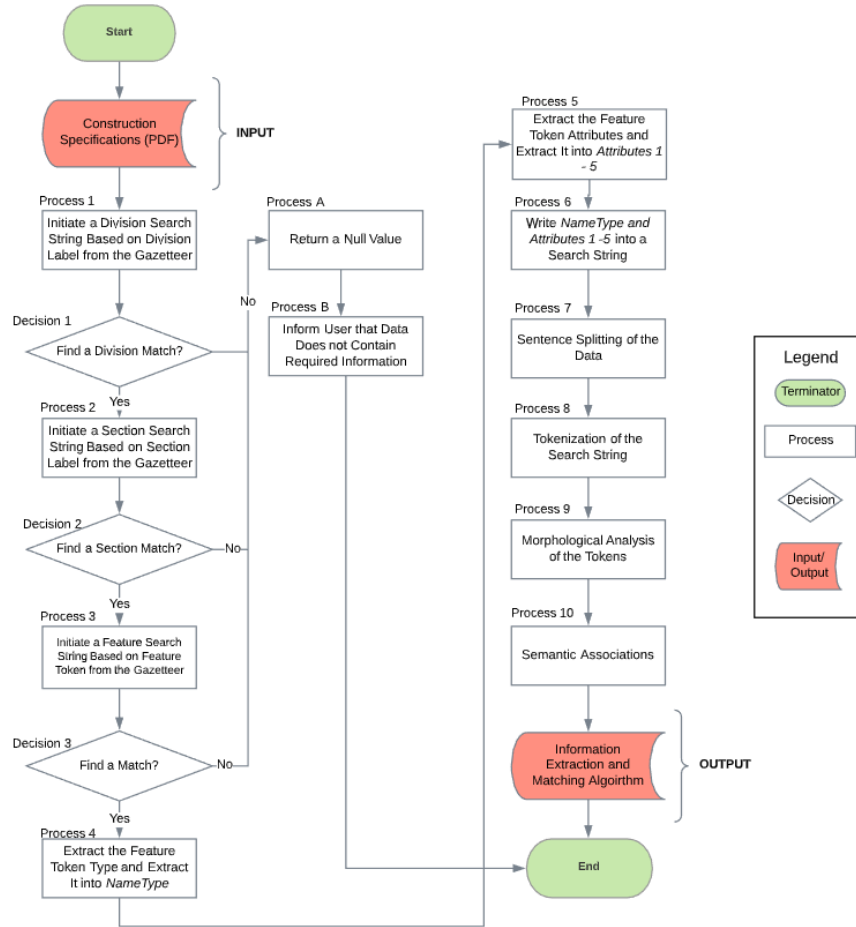 Start
Construction
Specifications (PDF)
INPUT
Process 1
Initiate a Division Search
String Based on Division
Label from the Gazetteer
Decision 1
Find a Division Match?
No
Yes
Process 2
Initiate a Section Search
String Based on Section
Label from the Gazetteer
Decision 2
Find a Section Match?
No
Yes
Process 3
Initiate a Feature Search
String Based on Feature
Token from the Gazetteer
Decision 3
Find a Match?
No
Yes
Process 4
Extract the Feature
Token Type and Extract
It into NameType
Process A
Return a Null Value
Process B
Inform User that Data
Does not Contain
Required Information
Process 5
Extract the Feature
Token Attributes and
Extract It into Attributes 1
- 5
Process 6
Write NameType and
Attributes 1 -5 into a
Search String
Process 7
Sentence Splitting of the
Data
Process 8
Tokenization of the
Search String
Process 9
Morphological Analysis
of the Tokens
Process 10
Semantic Associations
Information
Extraction and
Matching Algoirthm
OUTPUT
End
Legend
Terminator
Process
Decision
Input/
Output